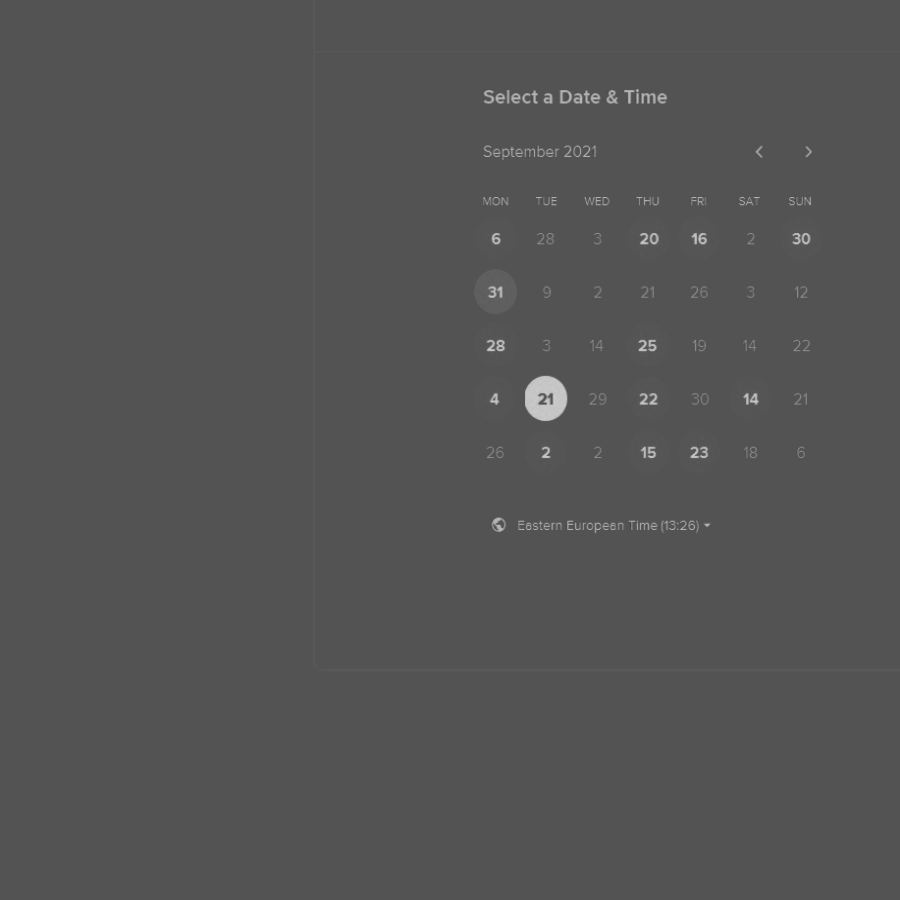 Select a Date & Time
September 2021
MON TUE WED THU FRI SAT SUN
6 28 3 20 16 2 30
31 9 2 21 26 3 12
28 3 14 25 19 14 22
4 21 29 22 30 14 21
26 2 2 15 23 18 6
Eastern European Time (13:26)